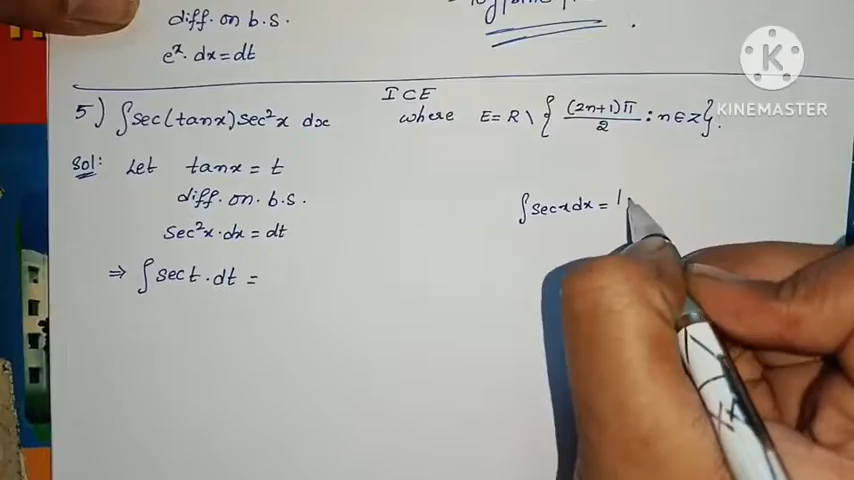 diff. on b.s.
eˣ.dx=dt
K
KINEMASTER
5) ∫sec(tanx)sec²x dx ICE where E=R\{(2n+1)π/2 : n∈Z}.
Sol: Let tanx = t
diff. on. b.s.
sec²x.dx = dt
∫secxdx = l
⇒ ∫sect.dt =